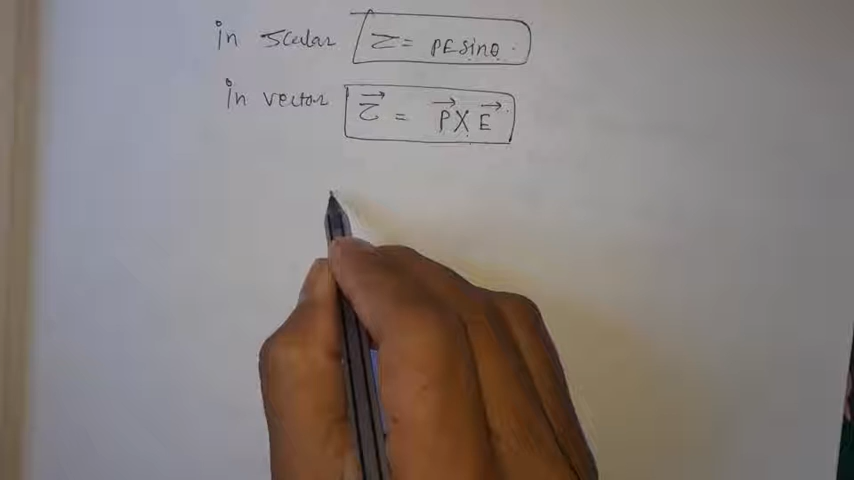 in scalar τ = PE sinθ
in vector τ⃗ = P⃗ X E⃗